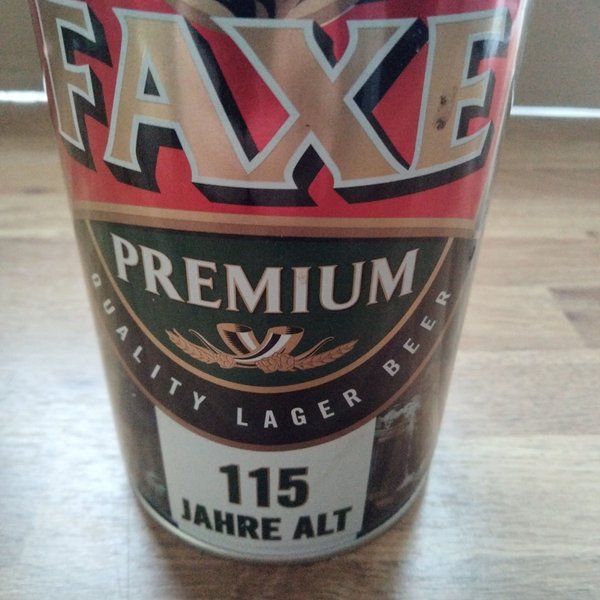 FAXE
PREMIUM
QUALITY LAGER BEER
115
JAHRE ALT